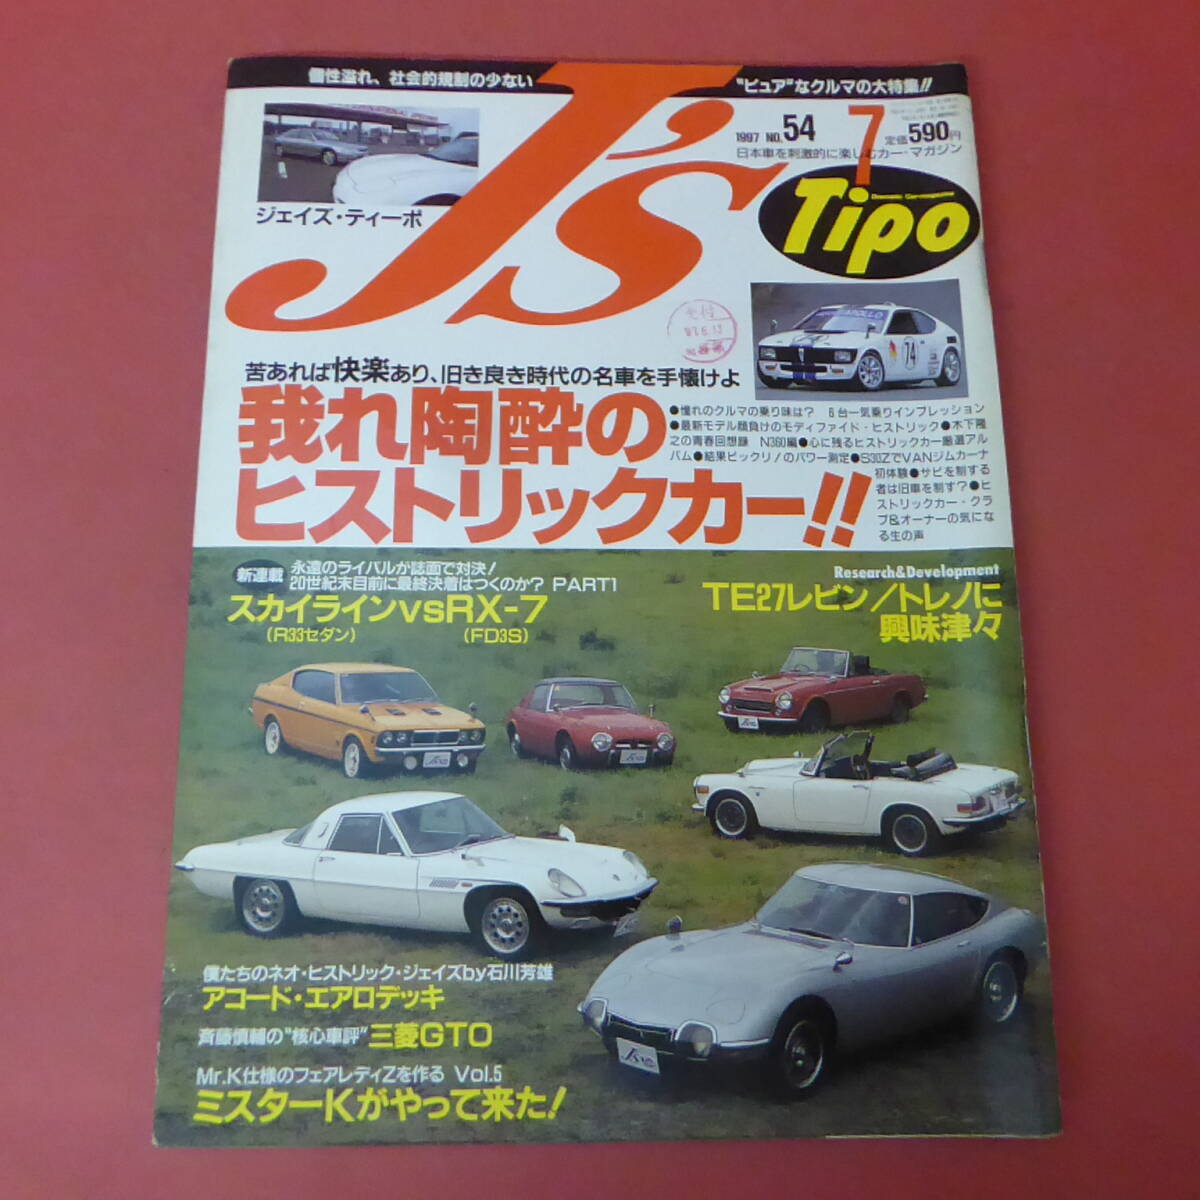 個性溢れ、社会的規制の少ない
"ピュア"なクルマの大特集!!
J's
Tipo
1997 NO.54
7
定価590円
日本車を刺激的に楽しむカー・マガジン
ジェイズ・ティーポ
74
苦あれば快楽あり、旧き良き時代の名車を手懐けよ
我れ陶酔の
ヒストリックカー!!
●憧れのクルマの乗り味は? 6台一気乗りインプレッション
●最新モデル顔負けのモディファイド・ヒストリック●木下隆
之の青春回想録 N360編●心に残るヒストリックカー厳選アル
バム●結果ビックリ!のパワー測定●S30ZでVANジムカーナ
初体験●サビを制する
者は旧車を制す?●ヒ
ストリックカー・クラ
ブ&オーナーの気にな
る生の声
新連載
永遠のライバルが誌面で対決!
20世紀末目前に最終決着はつくのか? PART1
スカイラインvsRX-7
(R33セダン)
(FD3S)
Research&Development
TE27レビン/トレノに
興味津々
僕たちのネオ・ヒストリック・ジェイズby石川芳雄
アコード・エアロデッキ
斉藤慎輔の"核心車評"三菱GTO
Mr.K仕様のフェアレディZを作る Vol.5
ミスターKがやって来た!